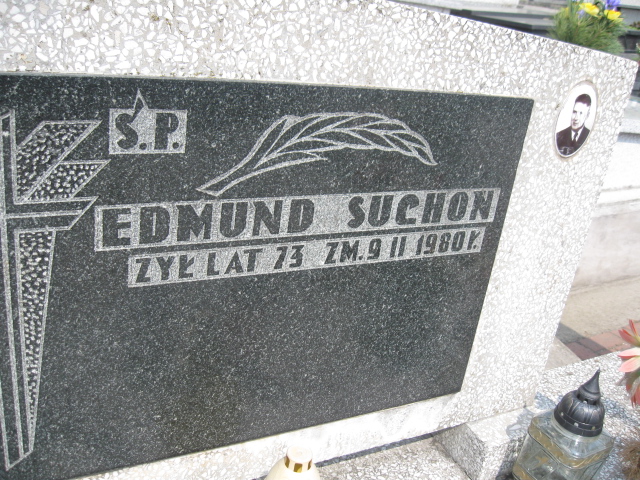 Ś.P.
EDMUND SUCHON
ŻYŁ LAT 73 ZM. 9 II 1980 r.